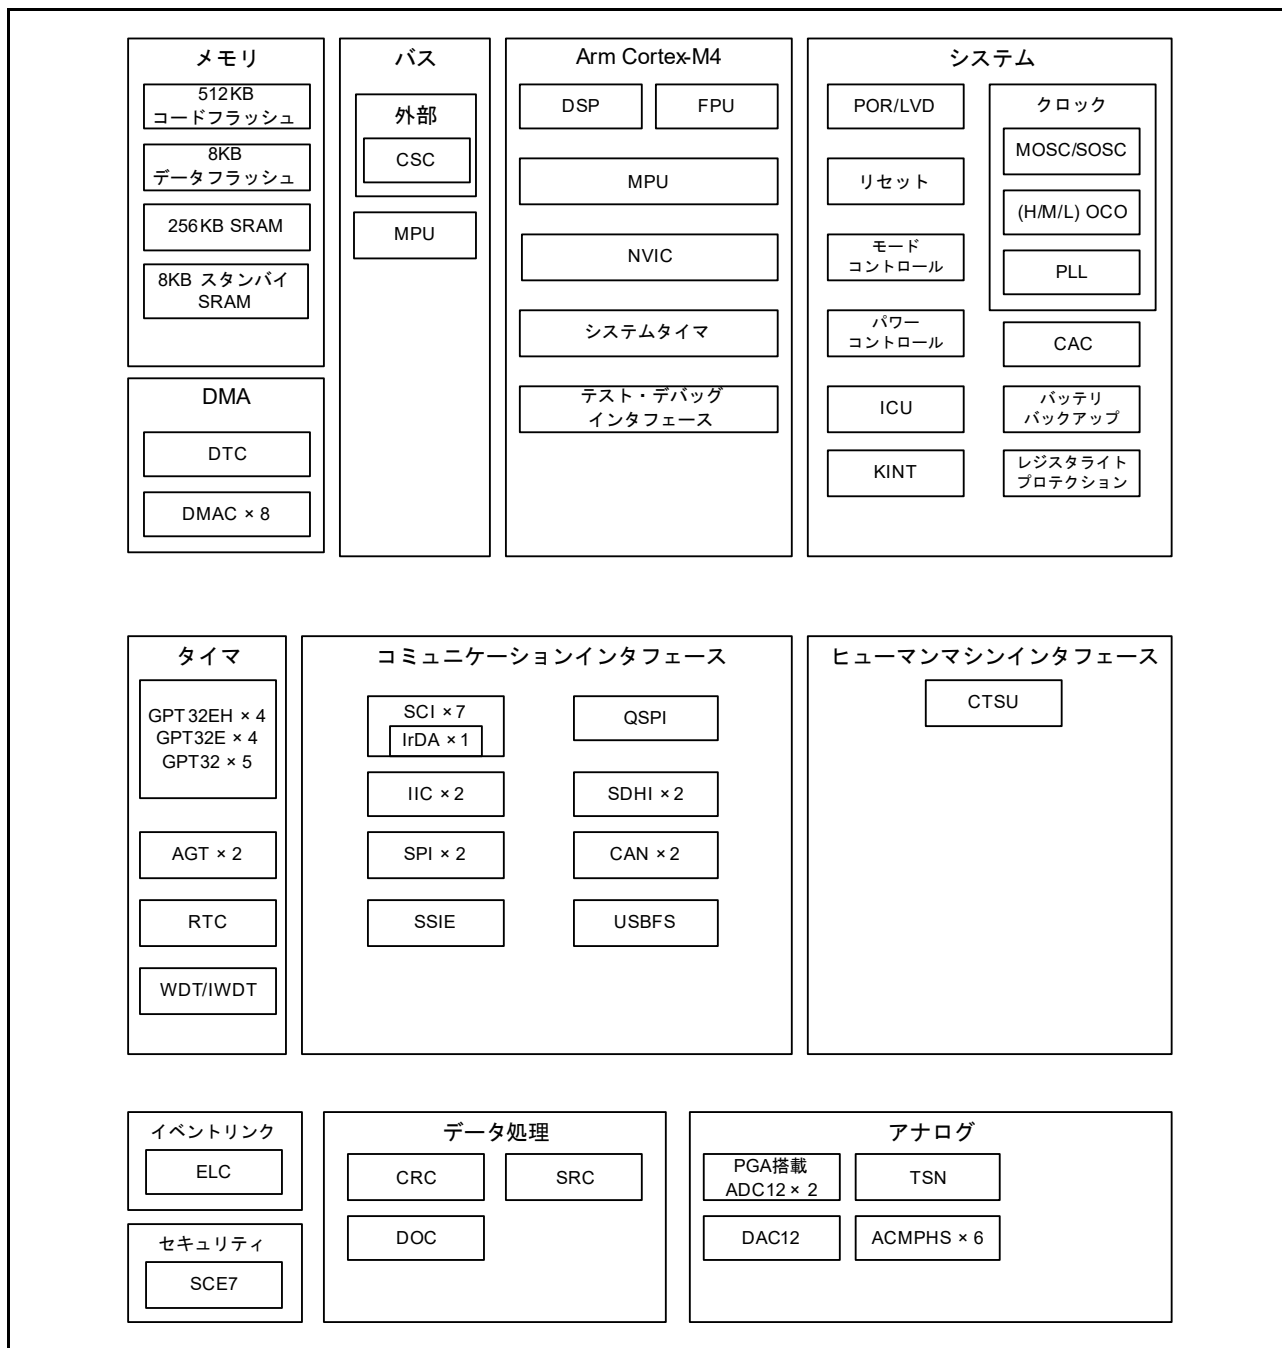 メモリ
512KB
コードフラッシュ
8KB
データフラッシュ
256KB SRAM
8KB スタンバイ
SRAM
DMA
DTC
DMAC × 8
バス
外部
CSC
MPU
Arm Cortex-M4
DSP
FPU
MPU
NVIC
システムタイマ
テスト・デバッグ
インタフェース
システム
POR/LVD
リセット
モード
コントロール
パワー
コントロール
ICU
KINT
クロック
MOSC/SOSC
(H/M/L) OCO
PLL
CAC
バッテリ
バックアップ
レジスタライト
プロテクション
タイマ
GPT32EH × 4
GPT32E × 4
GPT32 × 5
AGT × 2
RTC
WDT/IWDT
コミュニケーションインタフェース
SCI × 7
IrDA × 1
IIC × 2
SPI × 2
SSIE
QSPI
SDHI × 2
CAN × 2
USBFS
ヒューマンマシンインタフェース
CTSU
イベントリンク
ELC
セキュリティ
SCE7
データ処理
CRC
SRC
DOC
アナログ
PGA搭載
ADC12 × 2
TSN
DAC12
ACMPHS × 6